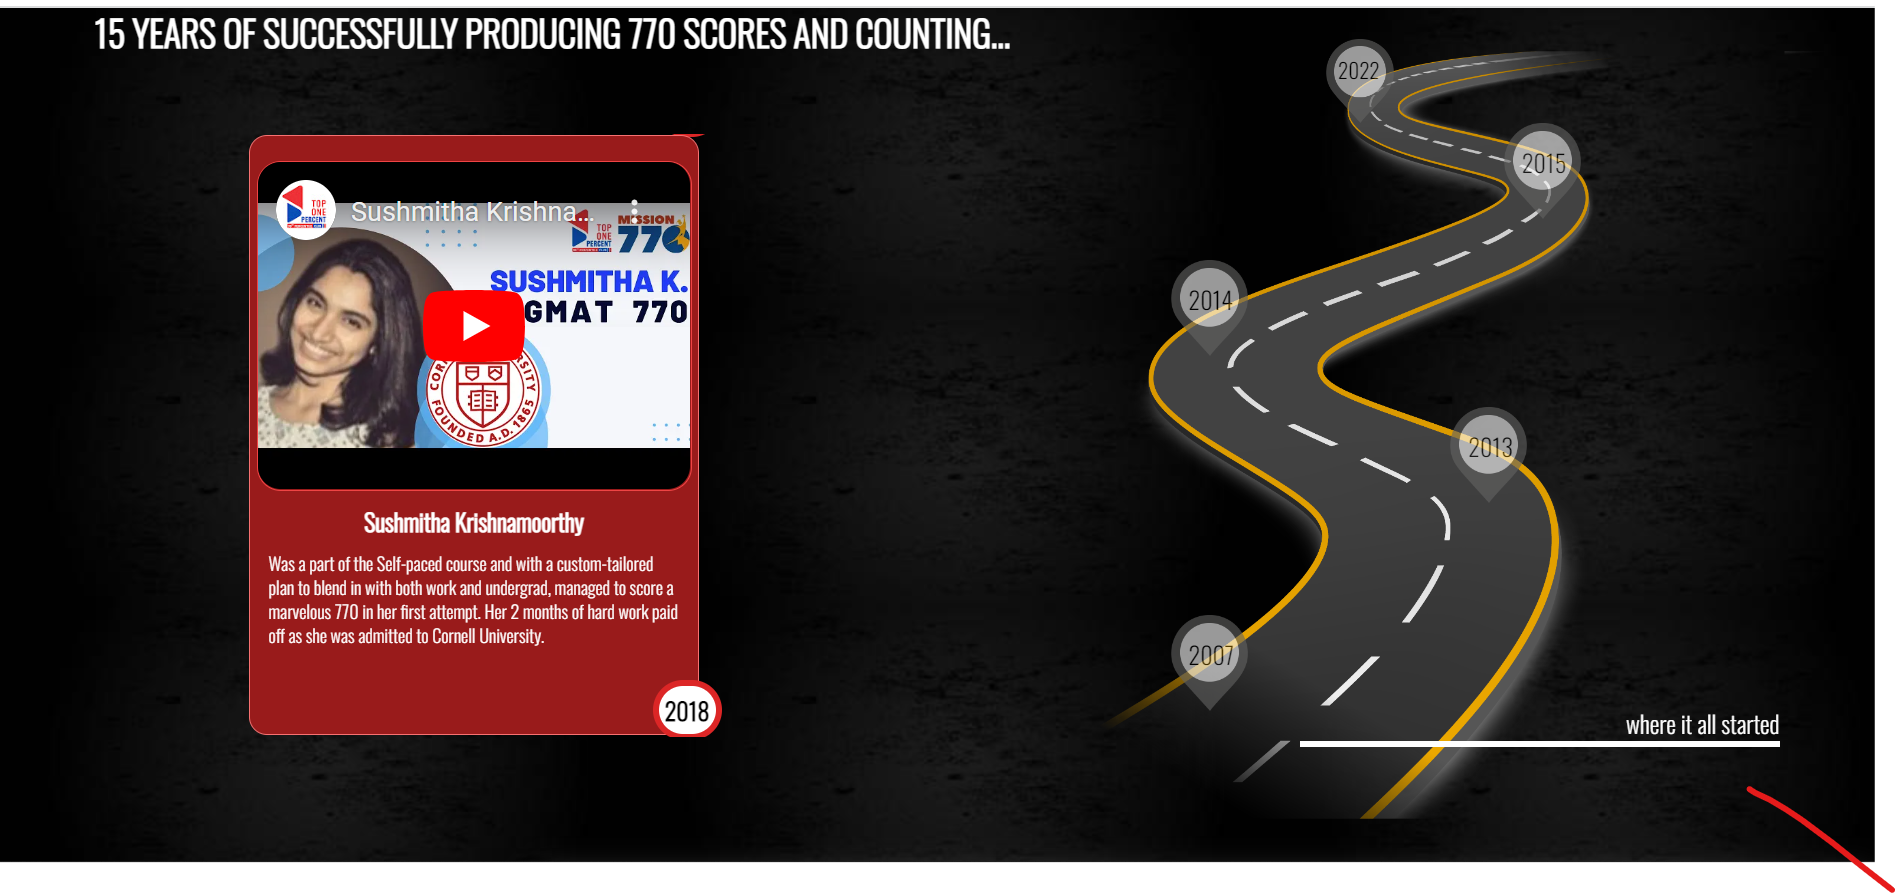 15 YEARS OF SUCCESSFULLY PRODUCING 770 SCORES AND COUNTING...
TOP
ONE
PERCENT
Sushmitha Krishna...
TOP
ONE
PERCENT
MISSION
770
SUSHMITHA K.
GMAT 770
FOUNDED A.D. 1865
Sushmitha Krishnamoorthy
Was a part of the Self-paced course and with a custom-tailored
plan to blend in with both work and undergrad, managed to score a
marvelous 770 in her first attempt. Her 2 months of hard work paid
off as she was admitted to Cornell University.
2018
2022
2015
2014
2013
2007
where it all started